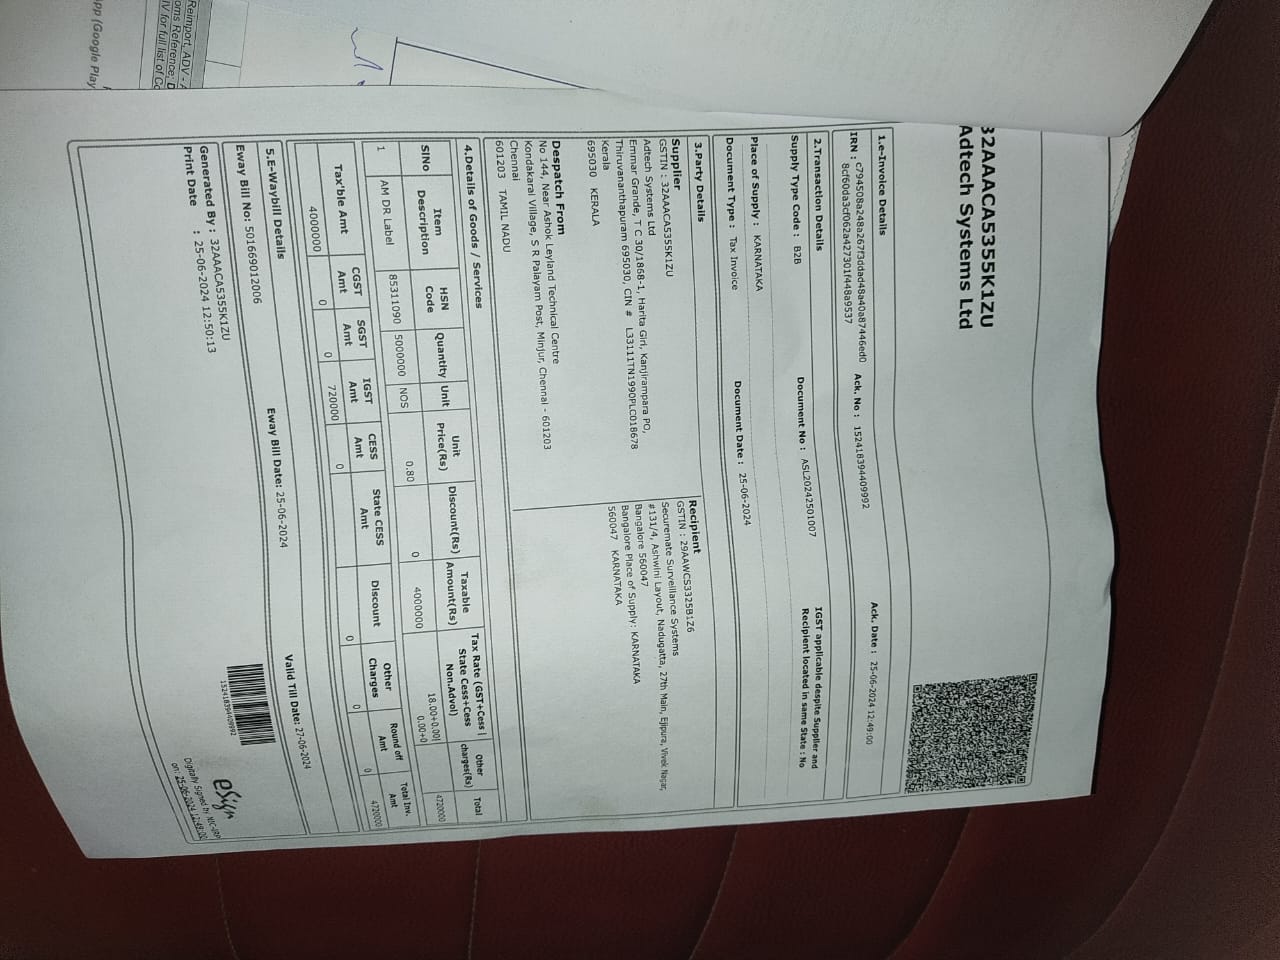 32AAACA5355K1ZU
Adtech Systems Ltd
1.e-Invoice Details
IRN : c794508a248a267f3ddad48a40a87446ed0
8cf60da3cf062a427301f448a9537
Ack. No : 152418394409992
Ack. Date : 25-06-2024 12:49:00
2.Transaction Details
Supply Type Code : B2B
Document No : ASL20242501007
IGST applicable despite Supplier and
Recipient located in same State : No
Place of Supply : KARNATAKA
Document Type : Tax Invoice
Document Date : 25-06-2024
3.Party Details
Supplier
GSTIN : 32AAACA5355K1ZU
Adtech Systems Ltd
Emmar Grande, T C 30/1868-1, Harita Giri, Kanjirampara PO,
Thiruvananthapuram 695030, CIN # L33111TN1990PLC018678
Kerala
695030 KERALA
Recipient
GSTIN : 29AAWCS3325B1Z6
Securemate Surveillance Systems
#131/4, Ashwini Layout, Nadugatta, 27th Main, Ejipura, Vivek Nagar,
Bangalore 560047
Bangalore Place of Supply: KARNATAKA
560047 KARNATAKA
Despatch From
No 144, Near Ashok Leyland Technical Centre
Kondakarai Village, S R Palayam Post, Minjur, Chennai - 601203
Chennai
601203 TAMIL NADU
4.Details of Goods / Services
SlNo Item Description HSN Code Quantity Unit Unit Price(Rs) Discount(Rs) Taxable Amount(Rs) Tax Rate (GST+Cess | State Cess+Cess Non.Advol) Other charges(Rs) Total
1 AM DR Label 85311090 5000000 NOS 0.80 0 4000000 18.00+0.00| 0.00+0 4720000
Tax'ble Amt CGST Amt SGST Amt IGST Amt CESS Amt State CESS Amt Discount Other Charges Round off Amt Total Inv. Amt
4000000 0 0 720000 0 0 0 0 4720000
5.E-Waybill Details
Eway Bill No: 501669012006
Eway Bill Date: 25-06-2024
Valid Till Date: 27-06-2024
Generated By : 32AAACA5355K1ZU
Print Date : 25-06-2024 12:50:13
152418394409992
eSign
Digitally Signed by NIC-IRP
on: 25-06-2024 12:49:00
Reimport, ADV -
oms Reference:
IV for full list of Co
pp (Google Play